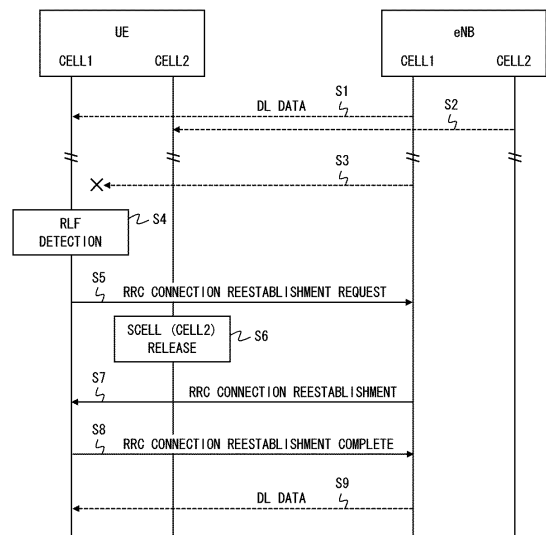 UE
eNB
CELL1
CELL2
CELL1
CELL2
S1
DL DATA
S2
S3
RLF
DETECTION
S4
S5
RRC CONNECTION REESTABLISHMENT REQUEST
SCELL (CELL2)
RELEASE
S6
S7
RRC CONNECTION REESTABLISHMENT
S8
RRC CONNECTION REESTABLISHMENT COMPLETE
S9
DL DATA